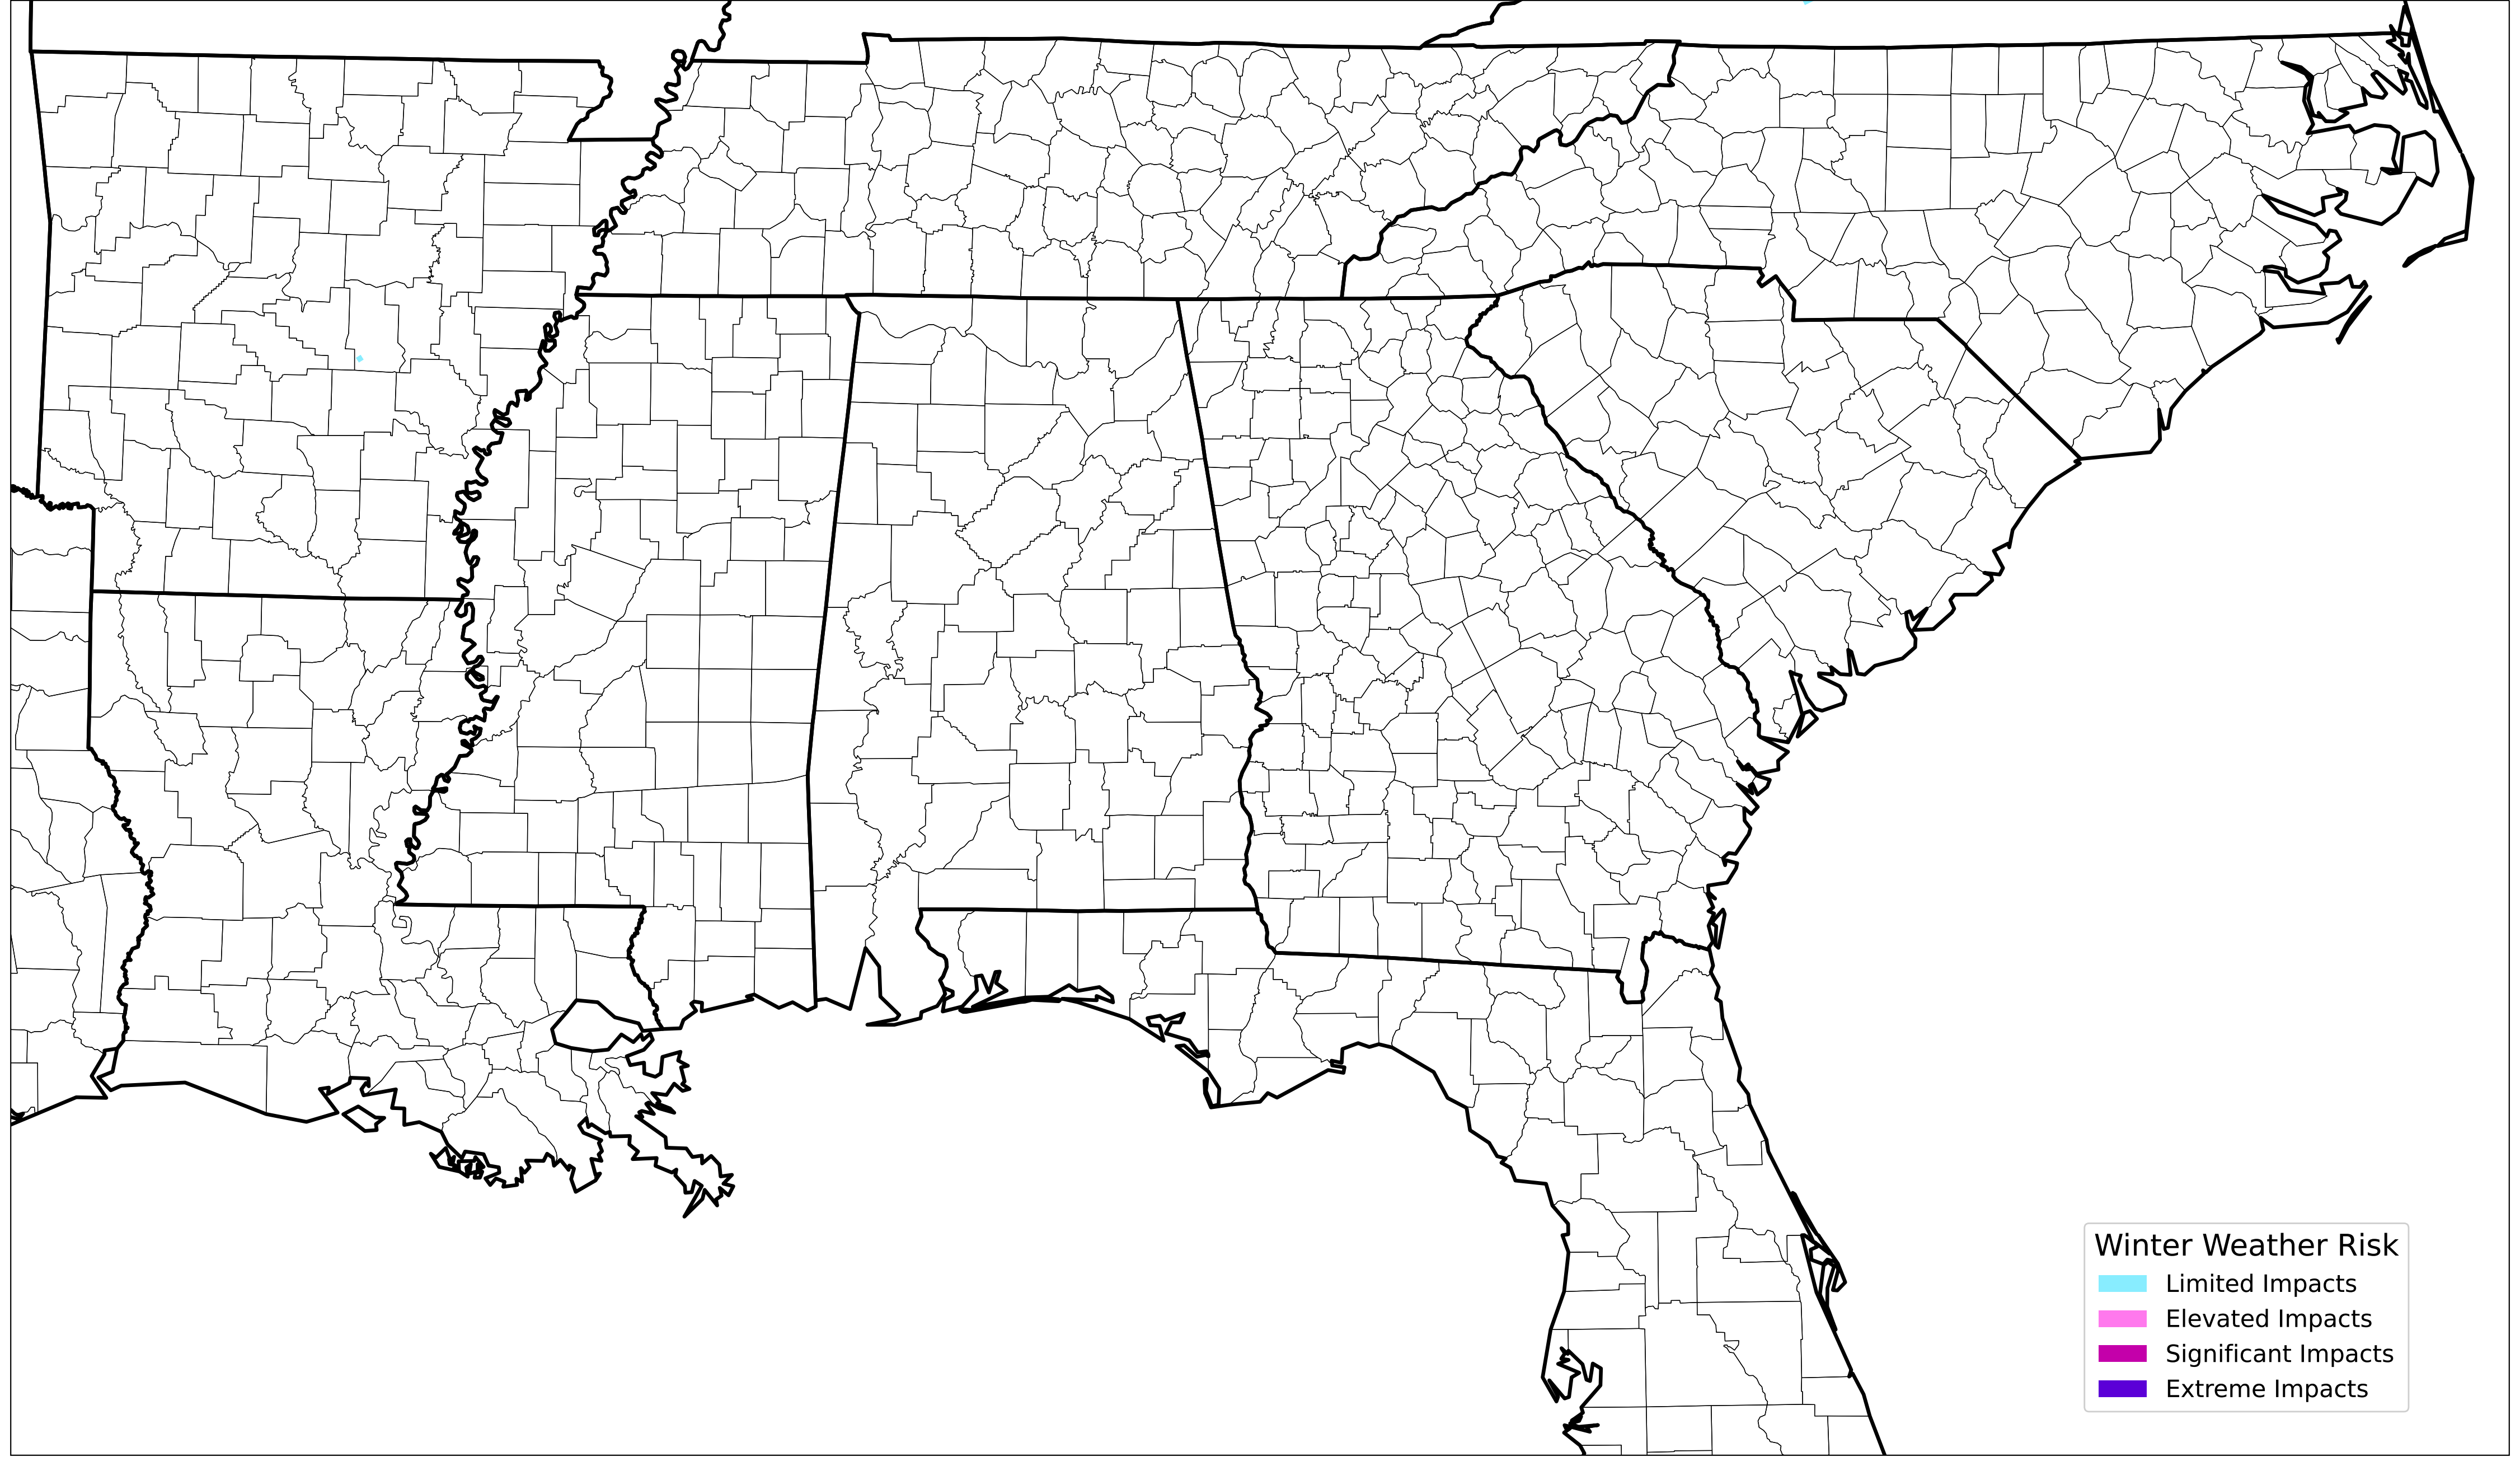 Winter Weather Risk
Limited Impacts
Elevated Impacts
Significant Impacts
Extreme Impacts